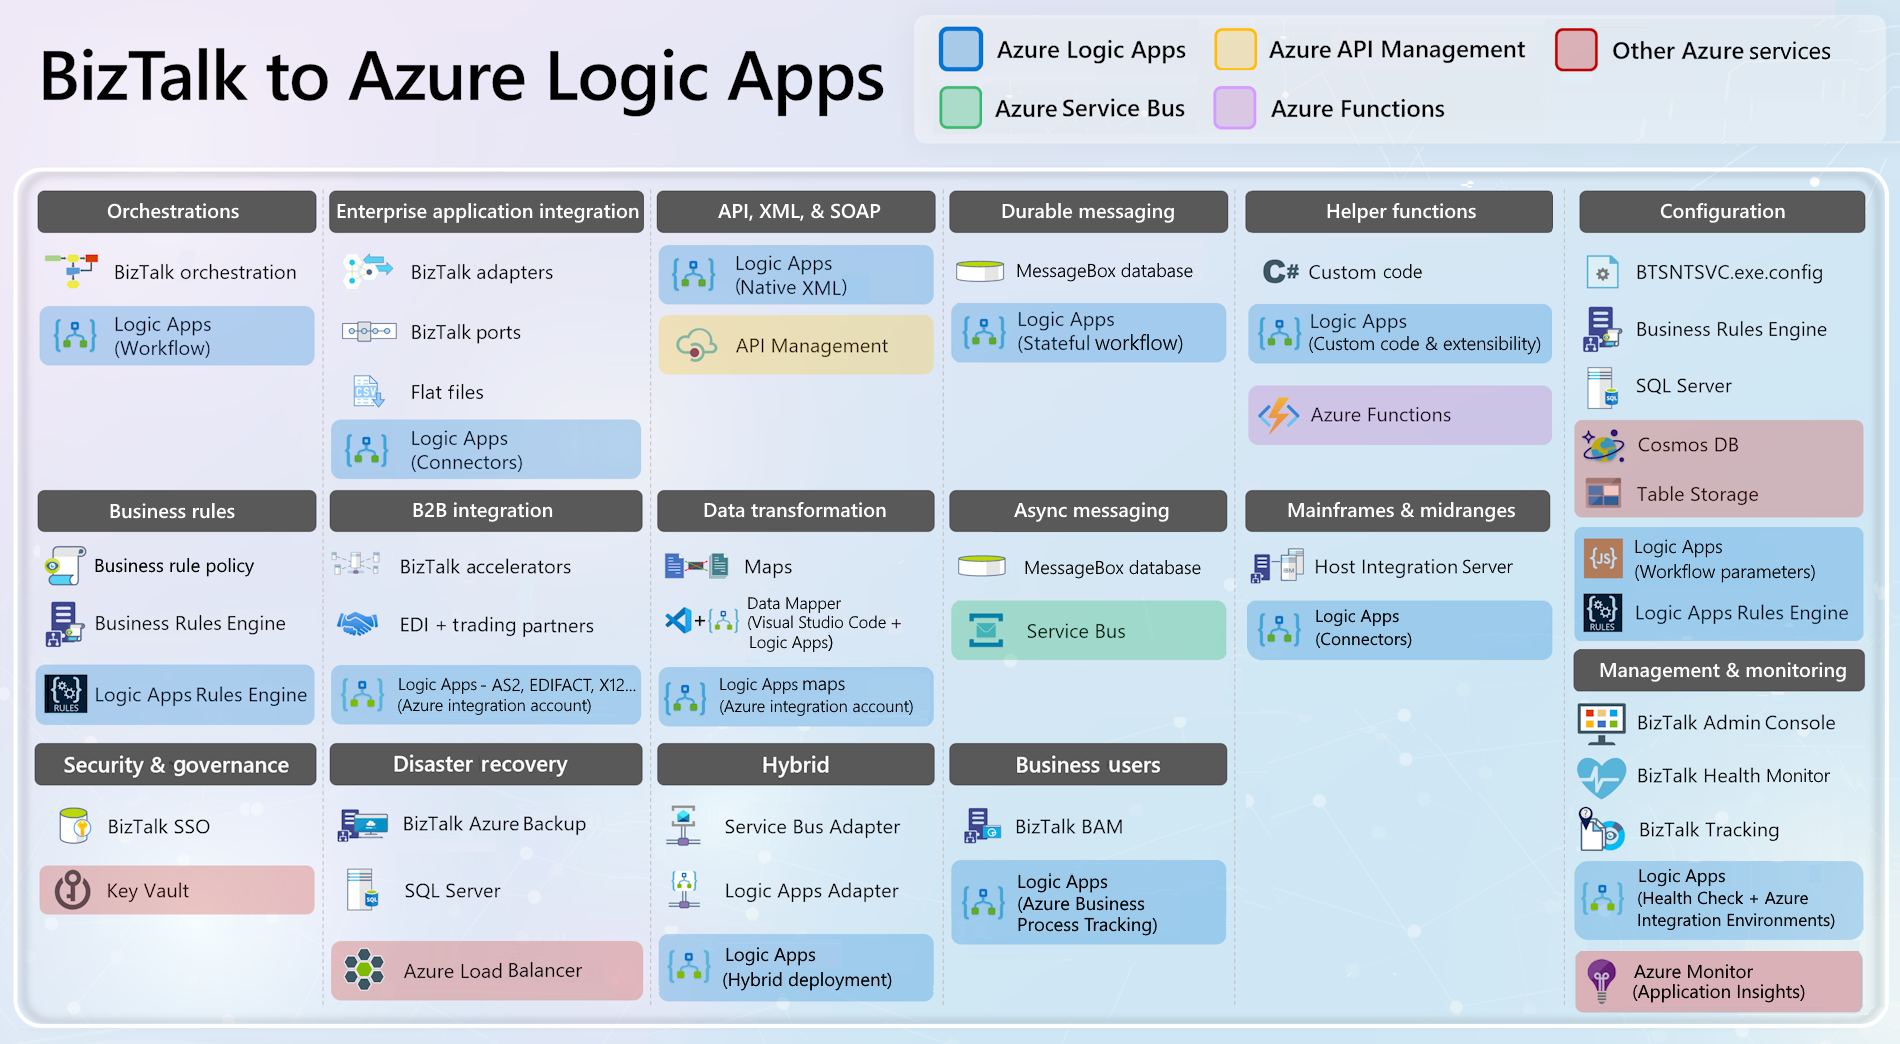 BizTalk to Azure Logic Apps
Azure Logic Apps
Azure API Management
Other Azure services
Azure Service Bus
Azure Functions
Orchestrations
BizTalk orchestration
Logic Apps
(Workflow)
Enterprise application integration
BizTalk adapters
BizTalk ports
CSV
Flat files
Logic Apps
(Connectors)
API, XML, & SOAP
Logic Apps
(Native XML)
API Management
Durable messaging
MessageBox database
Logic Apps
(Stateful workflow)
Helper functions
C# Custom code
Logic Apps
(Custom code & extensibility)
Azure Functions
Configuration
BTSNTSVC.exe.config
Business Rules Engine
SQL
SQL Server
Cosmos DB
Table Storage
{JS}
Logic Apps
(Workflow parameters)
RULES
Logic Apps Rules Engine
Business rules
Business rule policy
Business Rules Engine
RULES
Logic Apps Rules Engine
B2B integration
BizTalk accelerators
EDI + trading partners
Logic Apps - AS2, EDIFACT, X12...
(Azure integration account)
Data transformation
Maps
+
Data Mapper
(Visual Studio Code +
Logic Apps)
Logic Apps maps
(Azure integration account)
Async messaging
MessageBox database
Service Bus
Mainframes & midranges
IBM
Host Integration Server
Logic Apps
(Connectors)
Management & monitoring
BizTalk Admin Console
BizTalk Health Monitor
?
BizTalk Tracking
Logic Apps
(Health Check + Azure
Integration Environments)
Azure Monitor
(Application Insights)
Security & governance
BizTalk SSO
Key Vault
Disaster recovery
BizTalk Azure Backup
SQL
SQL Server
Azure Load Balancer
Hybrid
Service Bus Adapter
Logic Apps Adapter
Logic Apps
(Hybrid deployment)
Business users
BizTalk BAM
Logic Apps
(Azure Business
Process Tracking)